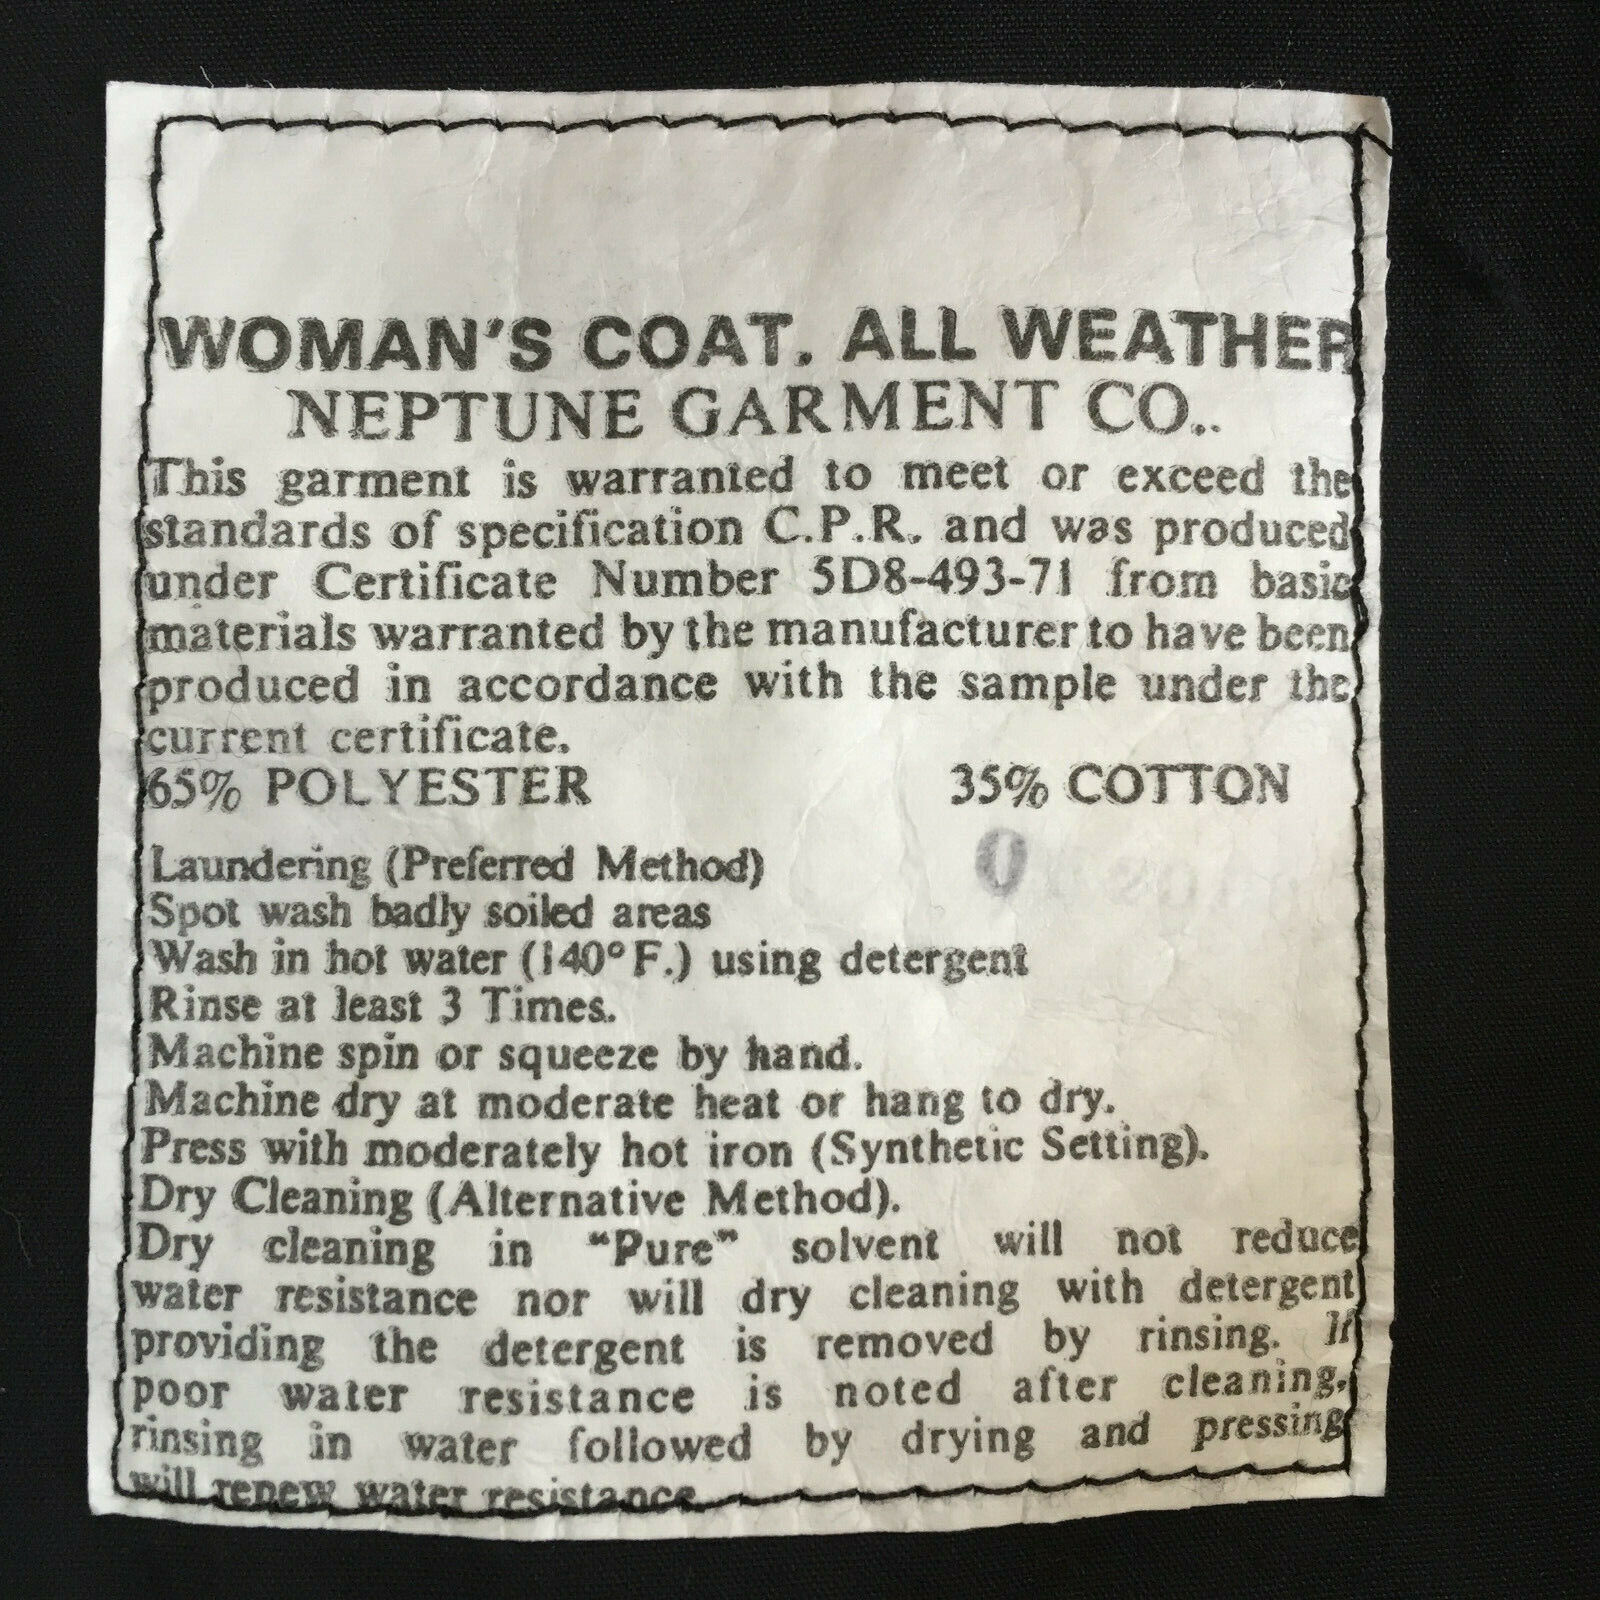 WOMAN'S COAT, ALL WEATHER
NEPTUNE GARMENT CO..
This garment is warranted to meet or exceed the
standards of specification C.P.R. and was produced
under Certificate Number 5D8-493-71 from basic
materials warranted by the manufacturer to have been
produced in accordance with the sample under the
current certificate.
65% POLYESTER 35% COTTON
0
Laundering (Preferred Method)
Spot wash badly soiled areas
Wash in hot water (140°F.) using detergent
Rinse at least 3 Times.
Machine spin or squeeze by hand.
Machine dry at moderate heat or hang to dry.
Press with moderately hot iron (Synthetic Setting).
Dry Cleaning (Alternative Method).
Dry cleaning in “Pure” solvent will not reduce
water resistance nor will dry cleaning with detergent
providing the detergent is removed by rinsing. If
poor water resistance is noted after cleaning,
rinsing in water followed by drying and pressing
will renew water resistance.